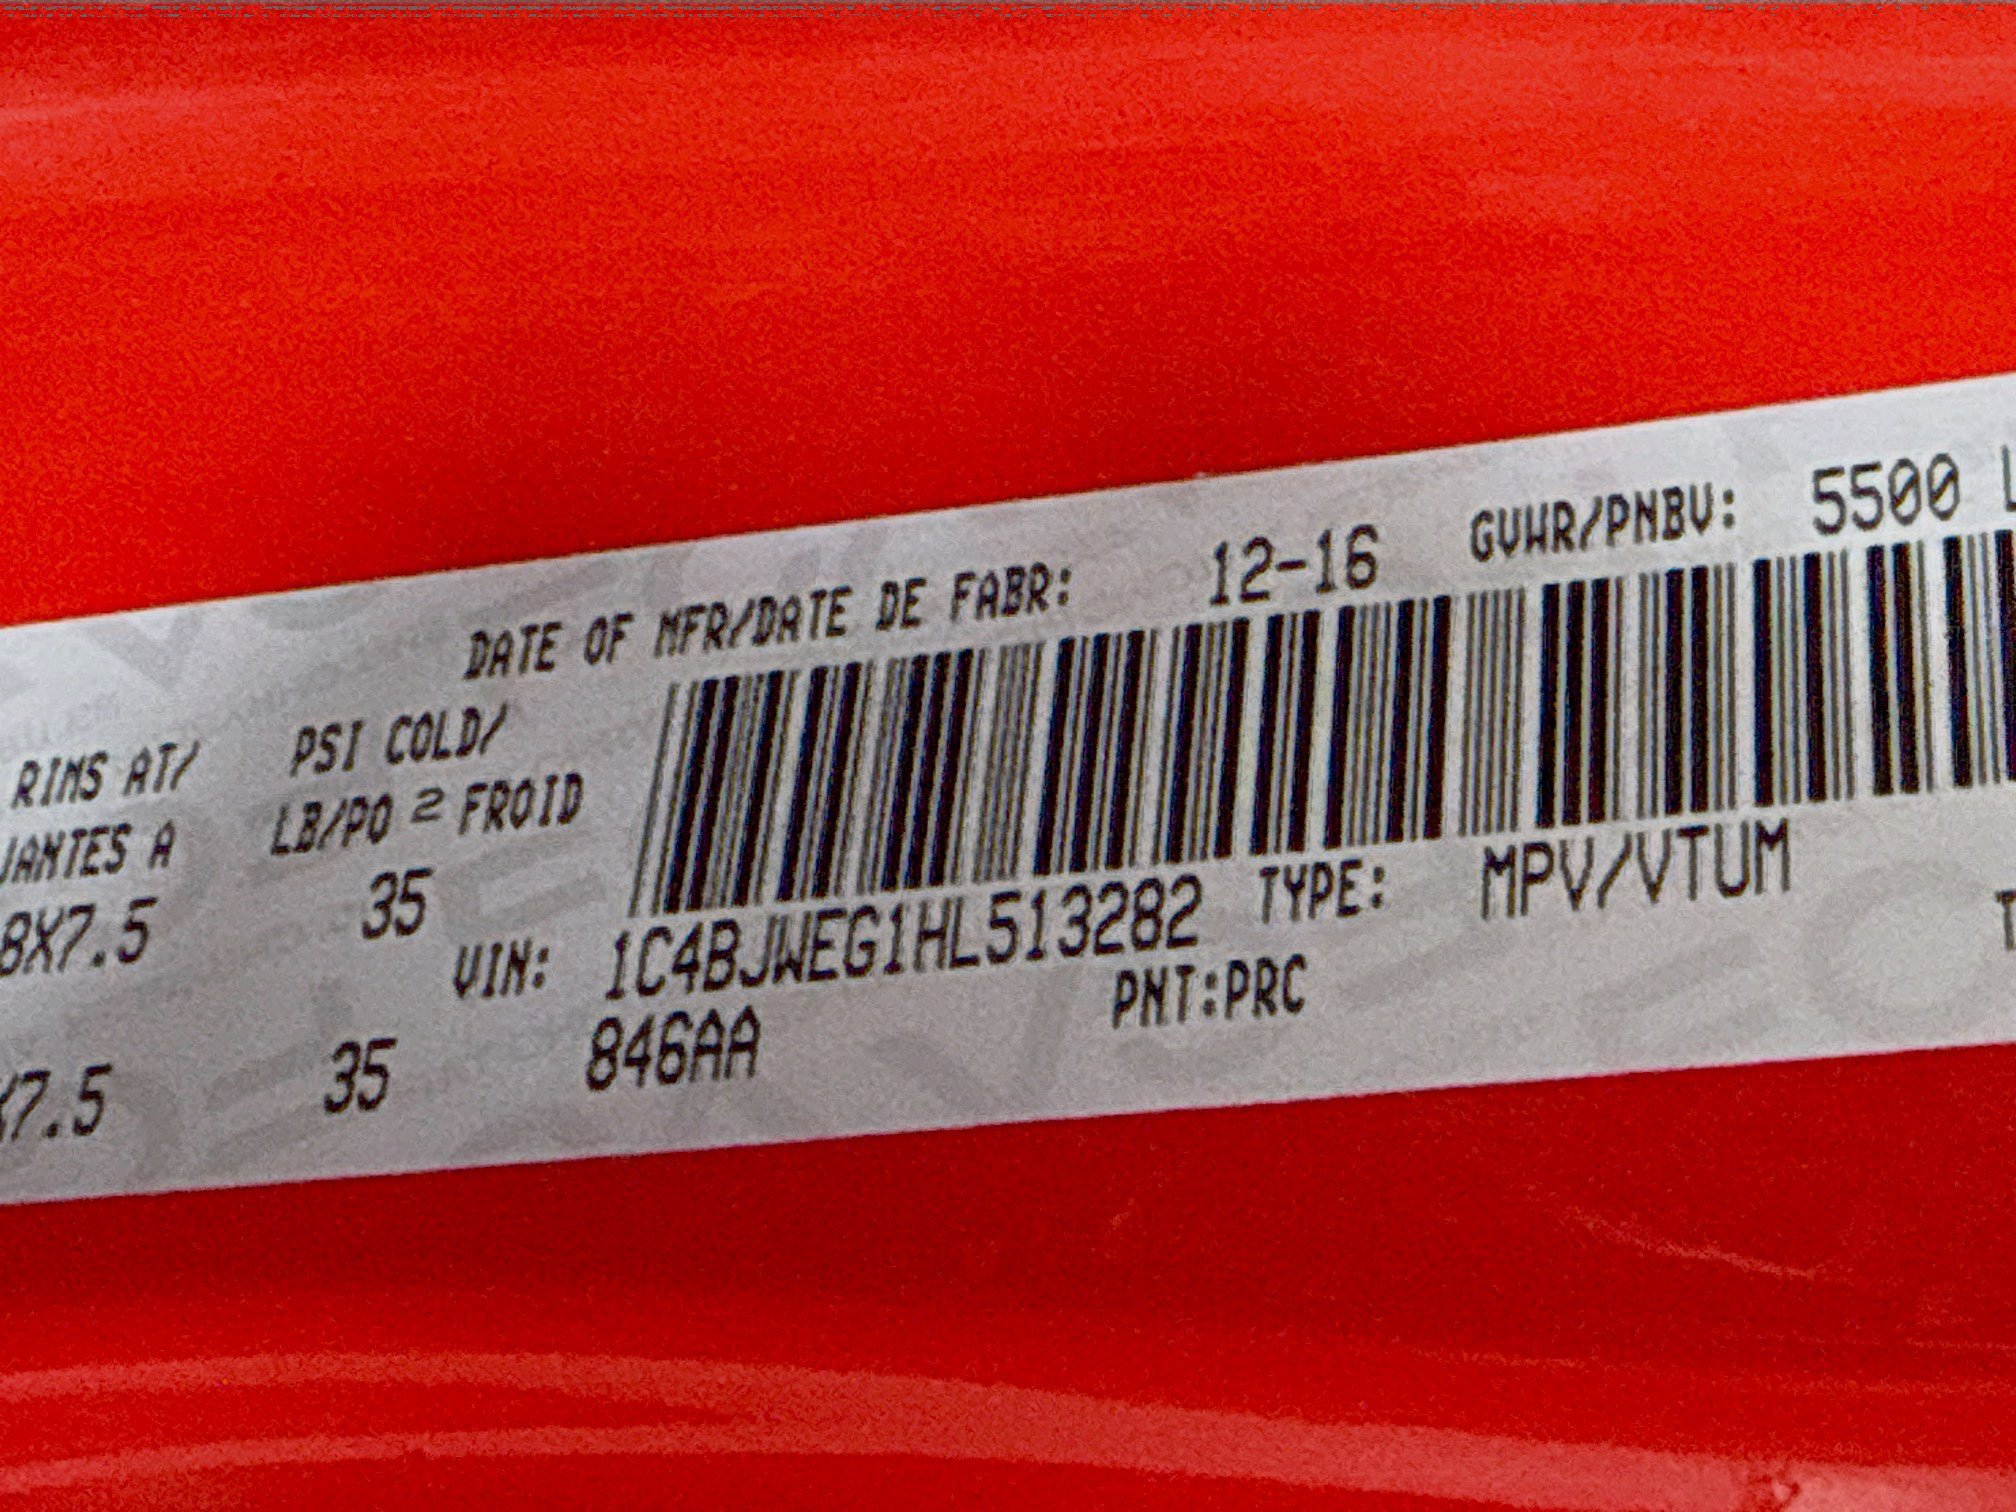 DATE OF MFR/DATE DE FABR: 12-16 GVWR/PNBV: 5500 L
RIMS AT/ PSI COLD/
JANTES A LB/PO 2 FROID
8X7.5 35
VIN: 1C4BJWEG1HL513282 TYPE: MPV/VTUM
846AA PNT:PRC
X7.5 35